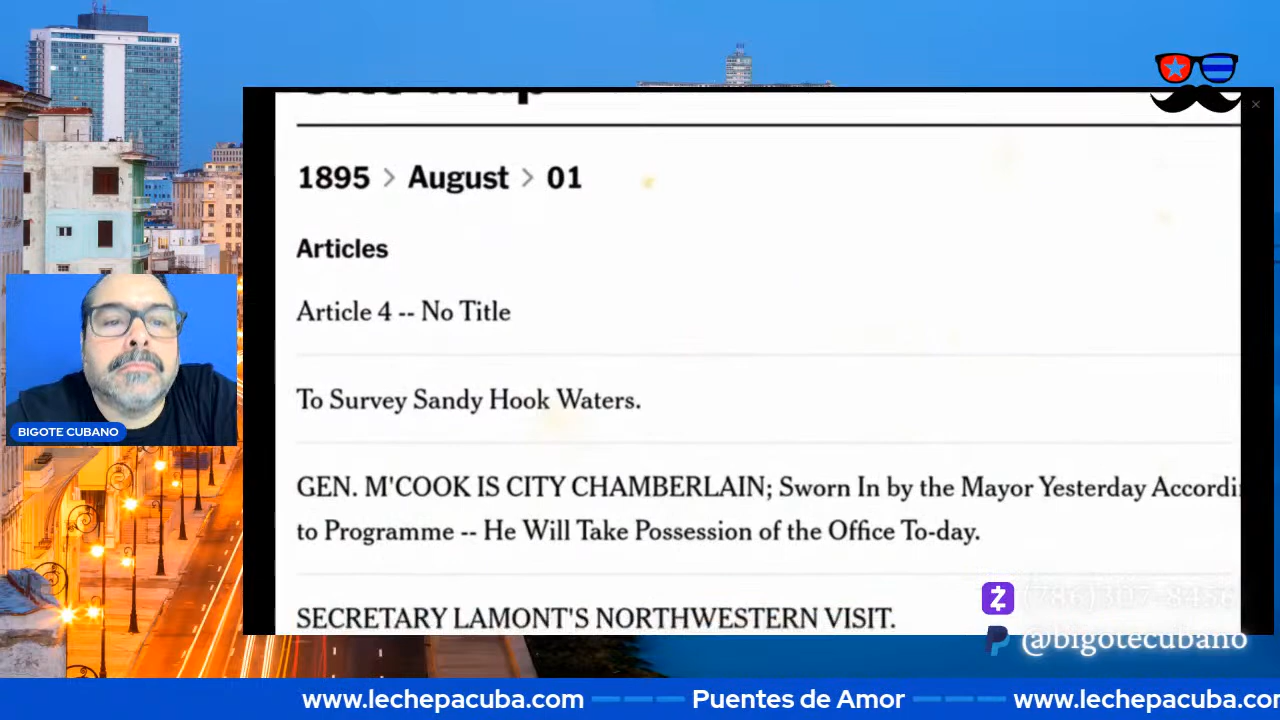 1895 > August > 01
Articles
Article 4 -- No Title
To Survey Sandy Hook Waters.
GEN. M'COOK IS CITY CHAMBERLAIN; Sworn In by the Mayor Yesterday Accordi
to Programme -- He Will Take Possession of the Office To-day.
SECRETARY LAMONT'S NORTHWESTERN VISIT.
BIGOTE CUBANO
@bigotecubano
www.lechepacuba.com — — — Puentes de Amor — — — www.lechepacuba.com